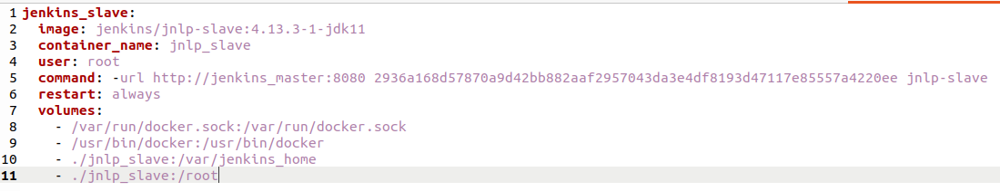 1 jenkins_slave:
2   image: jenkins/jnlp-slave:4.13.3-1-jdk11
3   container_name: jnlp_slave
4   user: root
5   command: -url http://jenkins_master:8080 2936a168d57870a9d42bb882aaf2957043da3e4df8193d47117e85557a4220ee jnlp-slave
6   restart: always
7   volumes:
8     - /var/run/docker.sock:/var/run/docker.sock
9     - /usr/bin/docker:/usr/bin/docker
10     - ./jnlp_slave:/var/jenkins_home
11     - ./jnlp_slave:/root